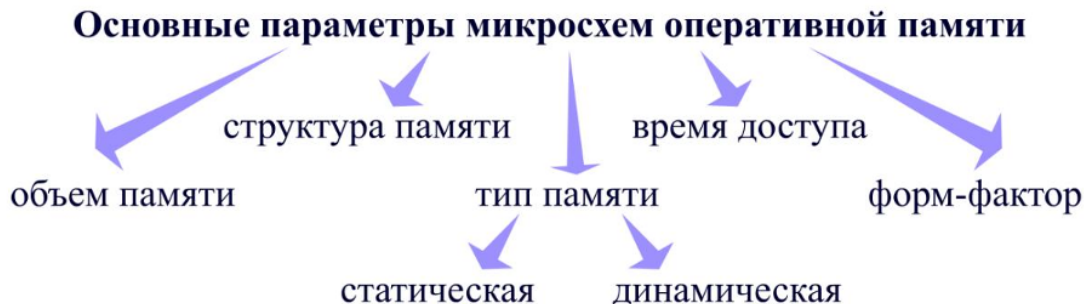 Основные параметры микросхем оперативной памяти
структура памяти
время доступа
объем памяти
тип памяти
форм-фактор
статическая
динамическая